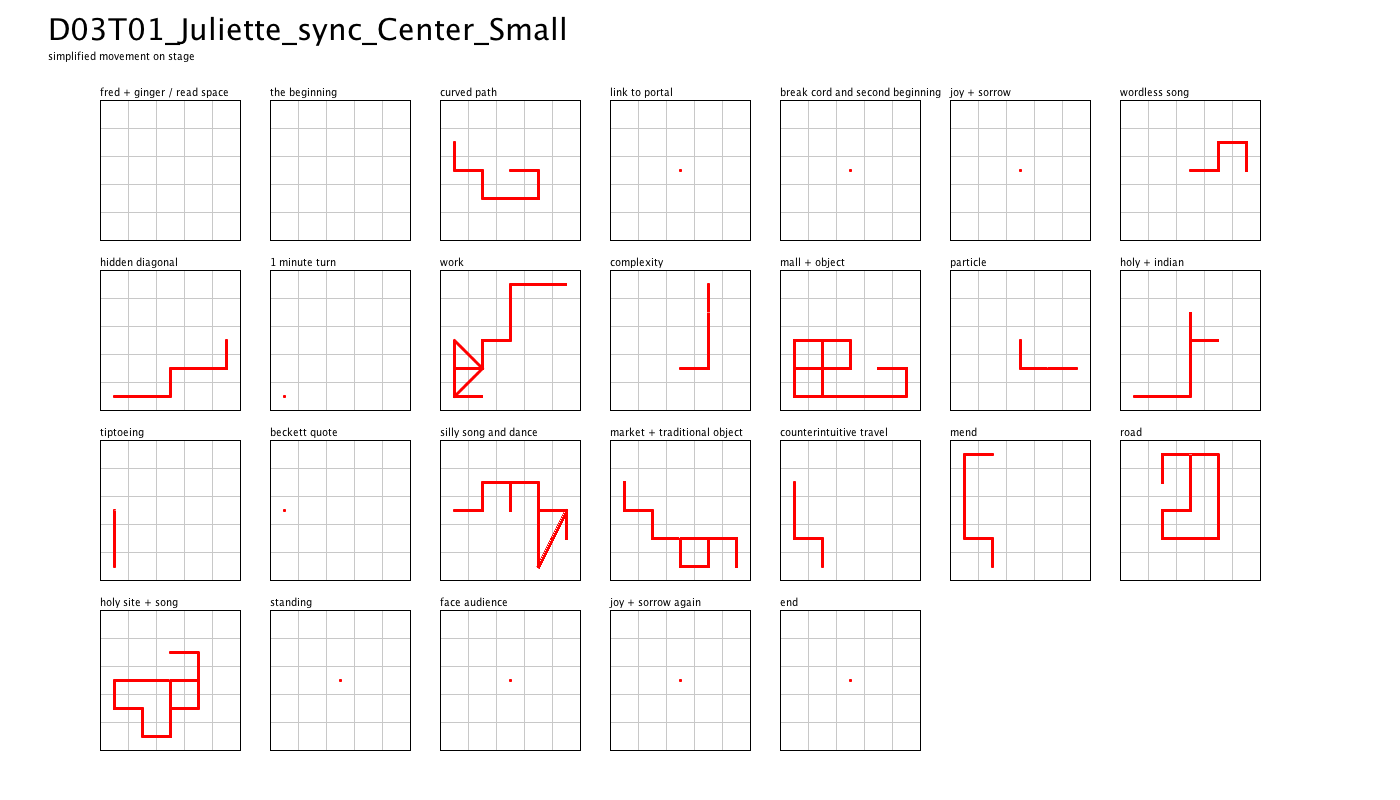 D03T01_Juliette_sync_Center_Small
simplified movement on stage
fred + ginger / read space
the beginning
curved path
link to portal
break cord and second beginning
joy + sorrow
wordless song
hidden diagonal
1 minute turn
work
complexity
mall + object
particle
holy + indian
tiptoeing
beckett quote
silly song and dance
market + traditional object
counterintuitive travel
mend
road
holy site + song
standing
face audience
joy + sorrow again
end